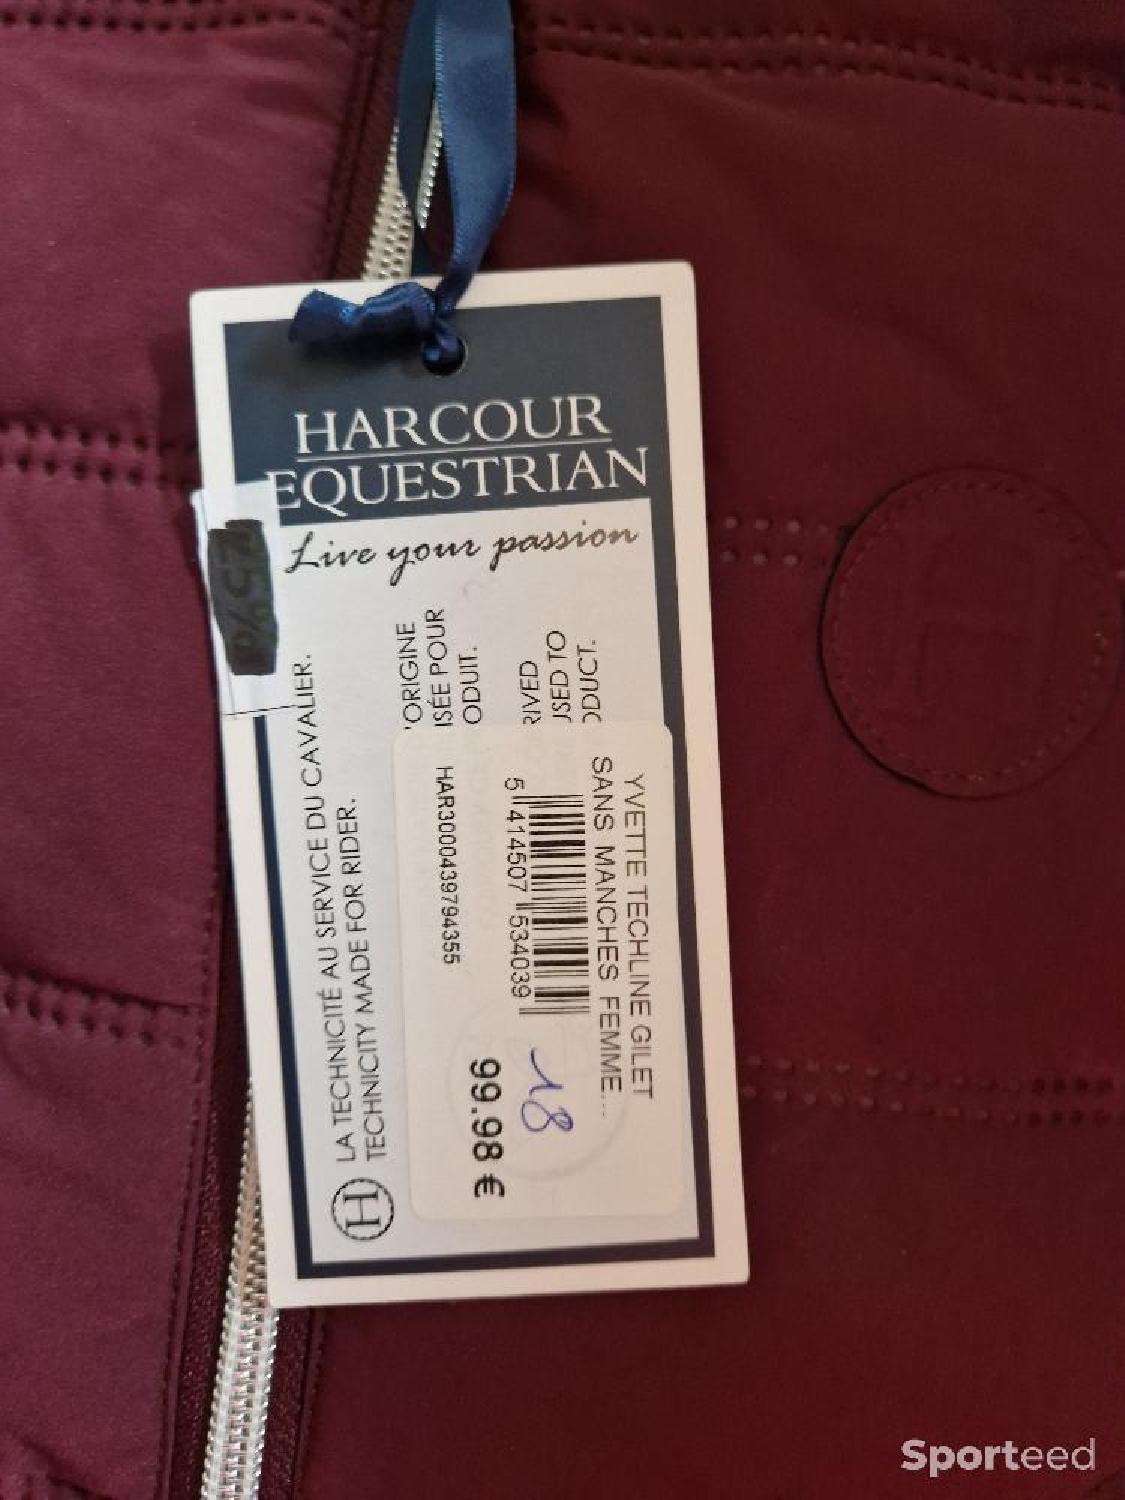 HARCOUR
EQUESTRIAN
Live your passion
25%
'ORIGINE
ISÉE POUR
ODUIT.
RIVED
USED TO
ODUCT.
LA TECHNICITÉ AU SERVICE DU CAVALIER.
TECHNICITY MADE FOR RIDER.
H
YVETTE TECHLINE GILET
SANS MANCHES FEMME...
5 414507 534039
18
HAR3000439794355
99.98 €
H
Sporteed